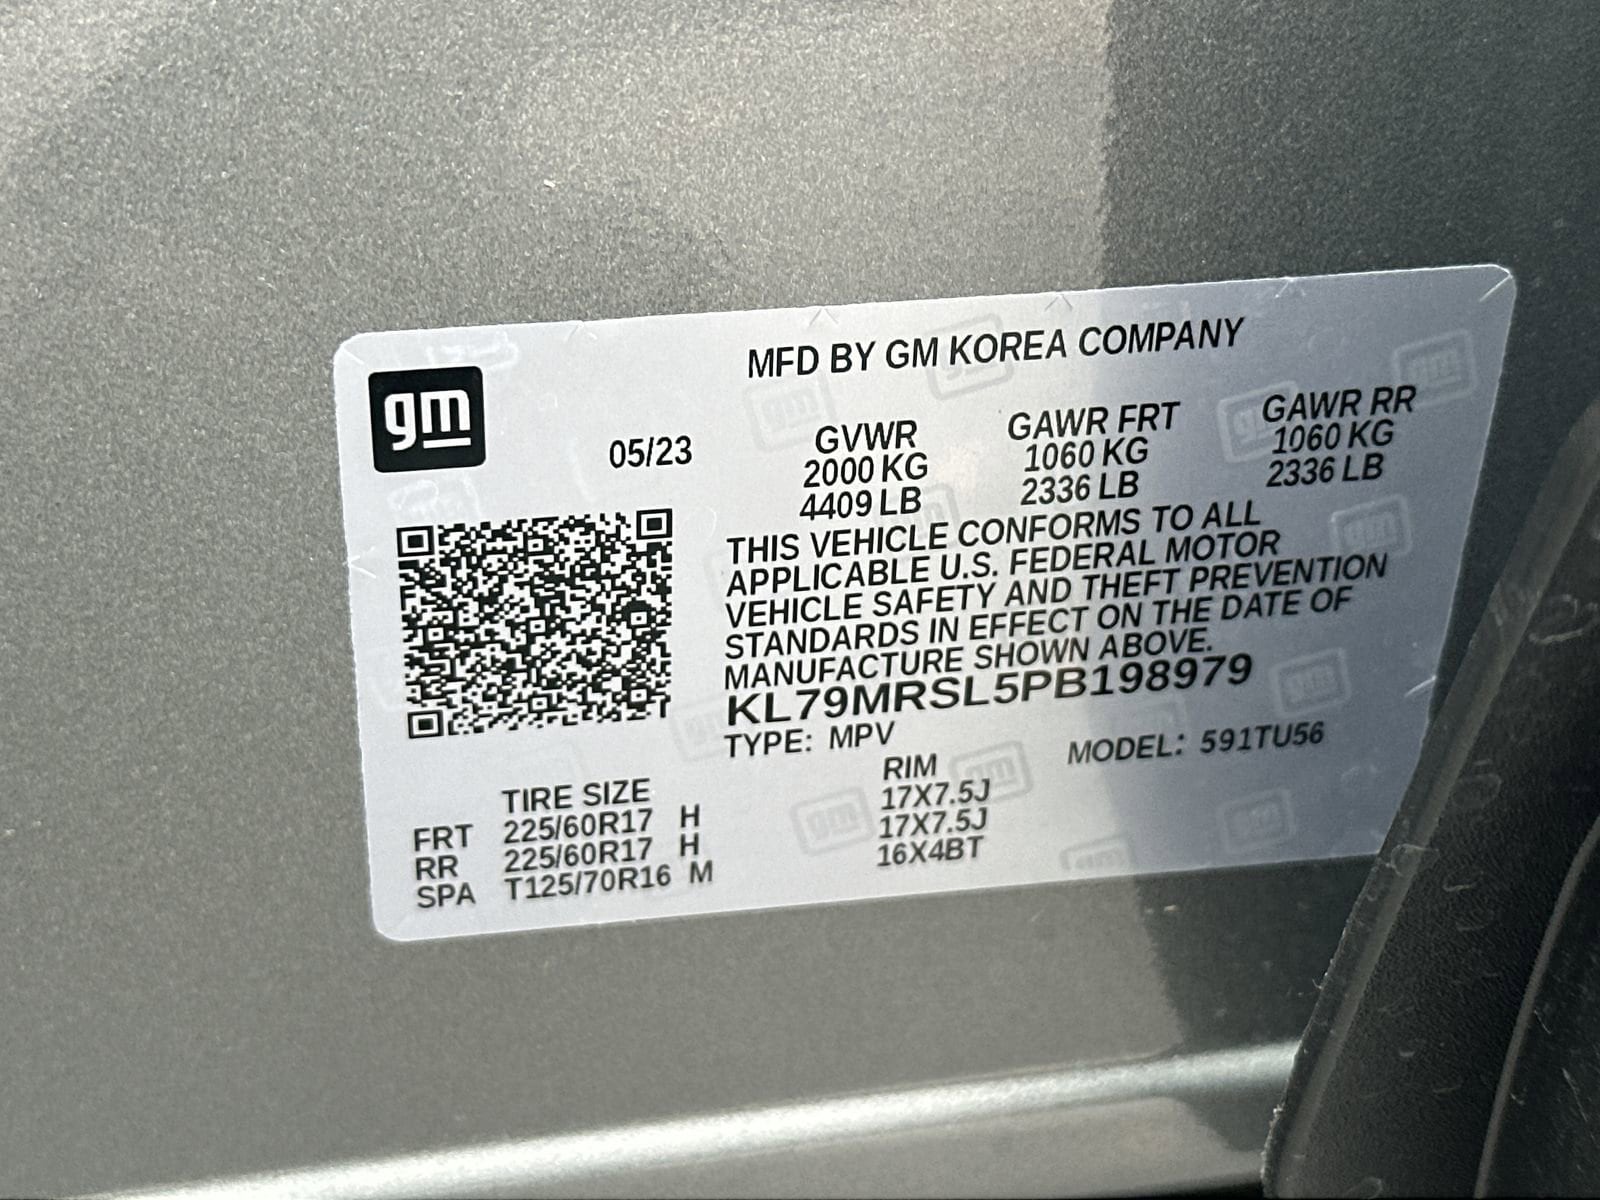 gm
MFD BY GM KOREA COMPANY
05/23
GVWR GAWR FRT GAWR RR
2000 KG 1060 KG 1060 KG
4409 LB 2336 LB 2336 LB
THIS VEHICLE CONFORMS TO ALL
APPLICABLE U.S. FEDERAL MOTOR
VEHICLE SAFETY AND THEFT PREVENTION
STANDARDS IN EFFECT ON THE DATE OF
MANUFACTURE SHOWN ABOVE.
KL79MRSL5PB198979
TYPE: MPV MODEL: 591TU56
TIRE SIZE RIM
FRT 225/60R17 H 17X7.5J
RR 225/60R17 H 17X7.5J
SPA T125/70R16 M 16X4BT